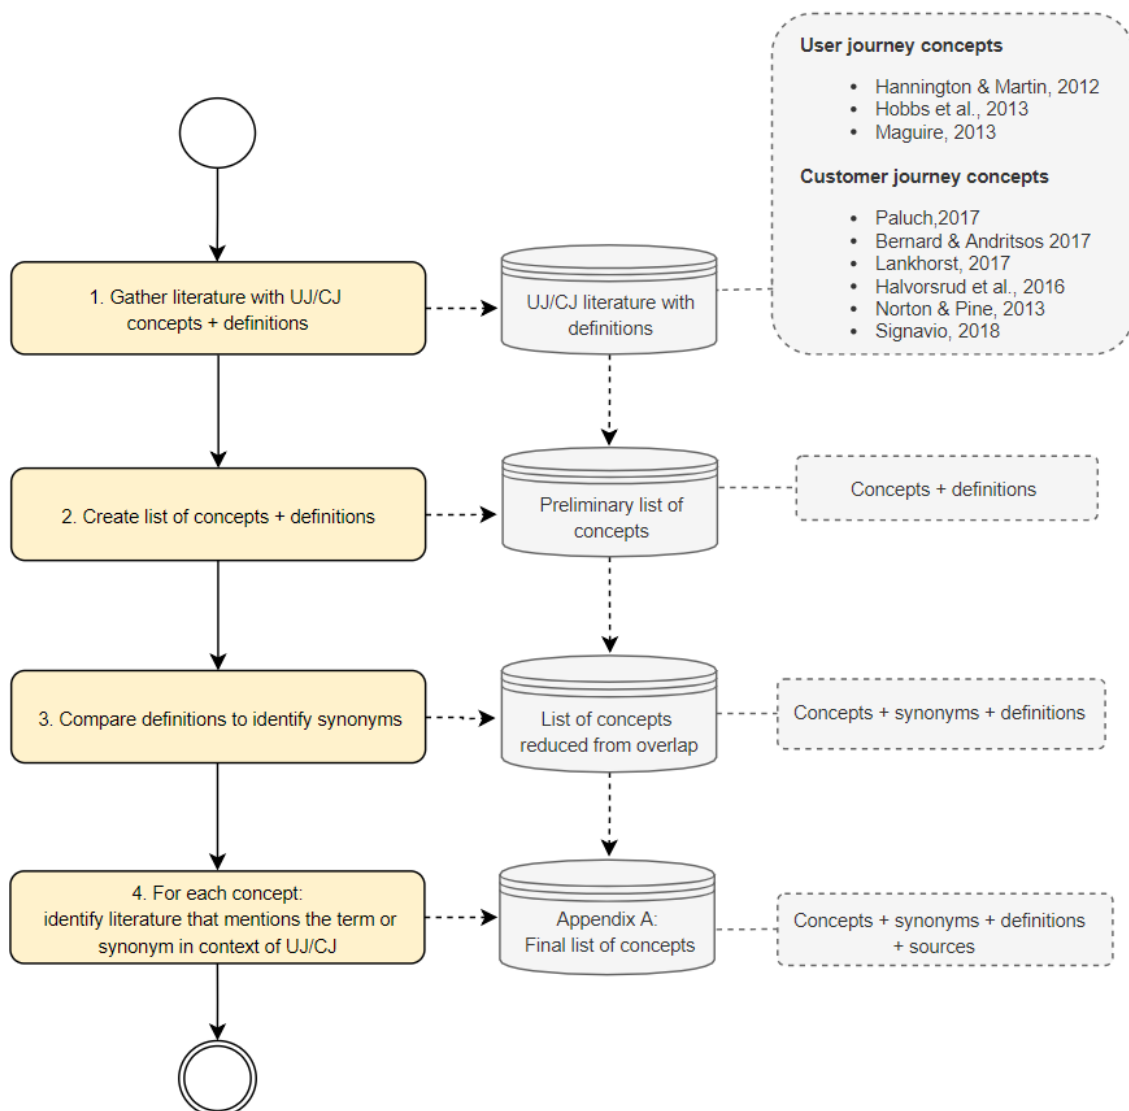 User journey concepts
• Hannington & Martin, 2012
• Hobbs et al., 2013
• Maguire, 2013
Customer journey concepts
• Paluch,2017
• Bernard & Andritsos 2017
• Lankhorst, 2017
• Halvorsrud et al., 2016
• Norton & Pine, 2013
• Signavio, 2018
1. Gather literature with UJ/CJ
concepts + definitions
UJ/CJ literature with
definitions
2. Create list of concepts + definitions
Preliminary list of
concepts
Concepts + definitions
3. Compare definitions to identify synonyms
List of concepts
reduced from overlap
Concepts + synonyms + definitions
4. For each concept:
identify literature that mentions the term or
synonym in context of UJ/CJ
Appendix A:
Final list of concepts
Concepts + synonyms + definitions
+ sources